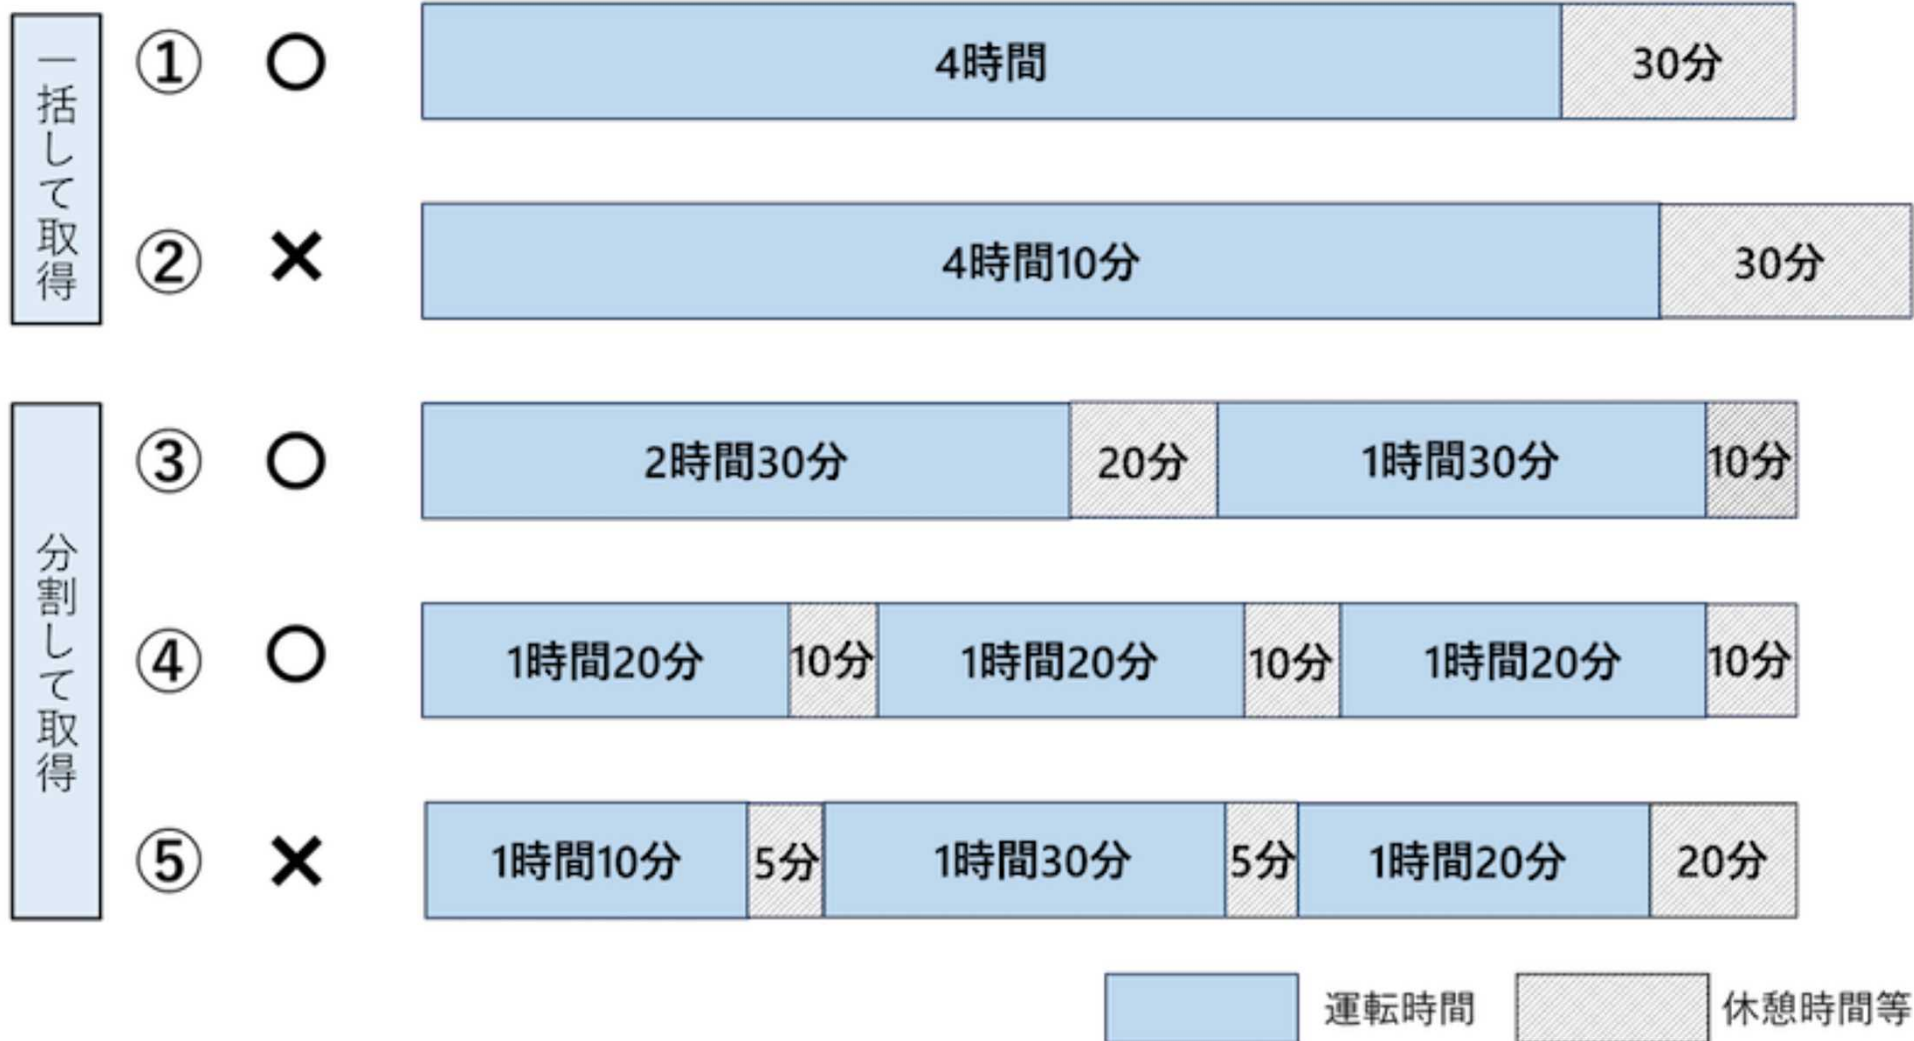 一括して取得
① ○ 4時間 30分
② × 4時間10分 30分
分割して取得
③ ○ 2時間30分 20分 1時間30分 10分
④ ○ 1時間20分 10分 1時間20分 10分 1時間20分 10分
⑤ × 1時間10分 5分 1時間30分 5分 1時間20分 20分
運転時間 休憩時間等